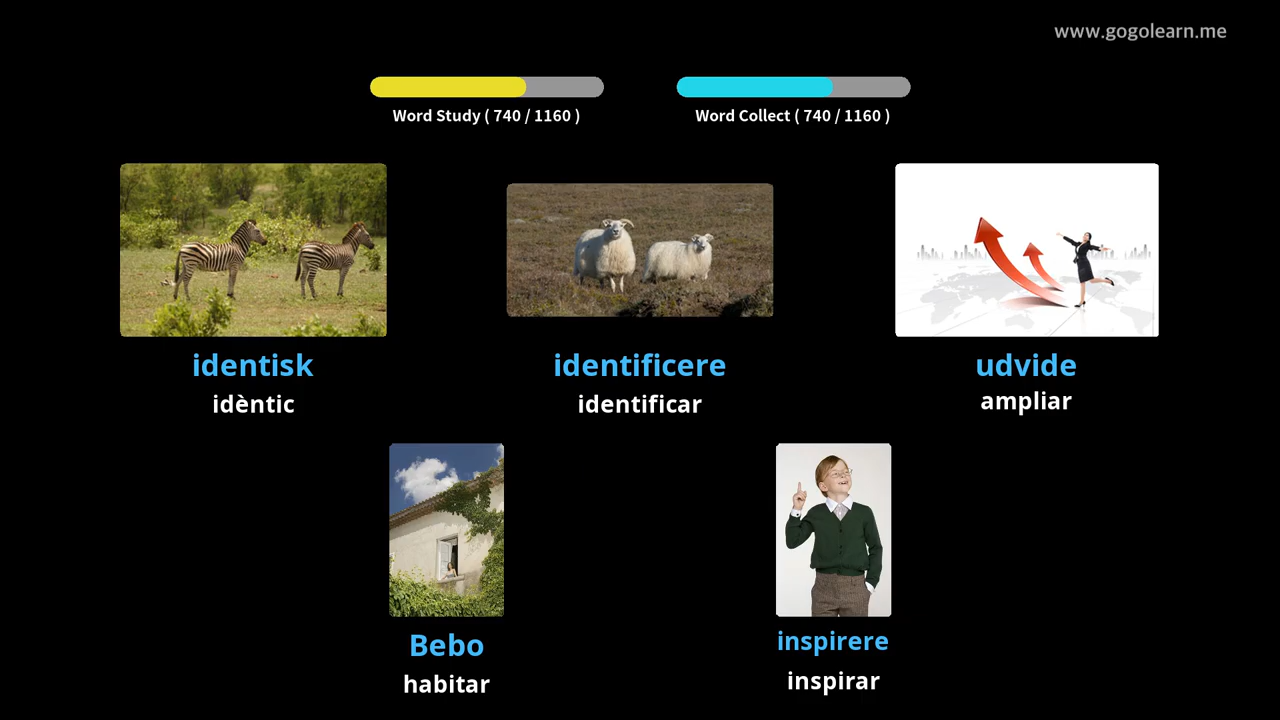 www.gogolearn.me
Word Study ( 740 / 1160 )
Word Collect ( 740 / 1160 )
identisk
idèntic
identificere
identificar
udvide
ampliar
Bebo
habitar
inspirere
inspirar